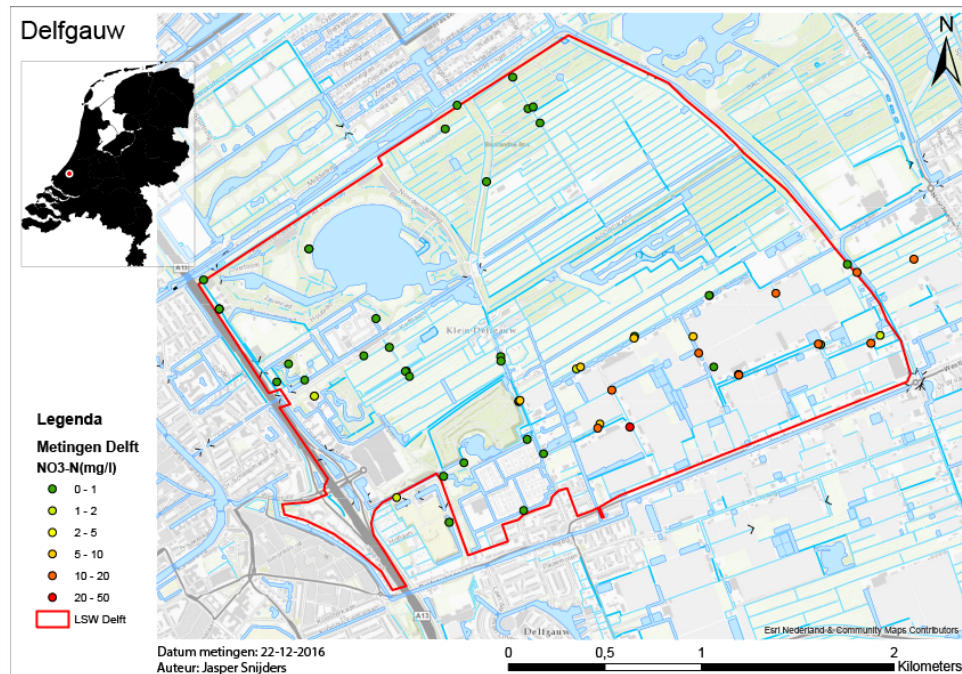 Delfgauw
N
A13
Klein-Delfgauw
Legenda
Metingen Delft
NO3-N(mg/l)
0 - 1
1 - 2
2 - 5
5 - 10
10 - 20
20 - 50
LSW Delft
A13
Delfgauw
Esri Nederland & Community Maps Contributors
Datum metingen: 22-12-2016
Auteur: Jasper Snijders
0 0,5 1 2
Kilometers